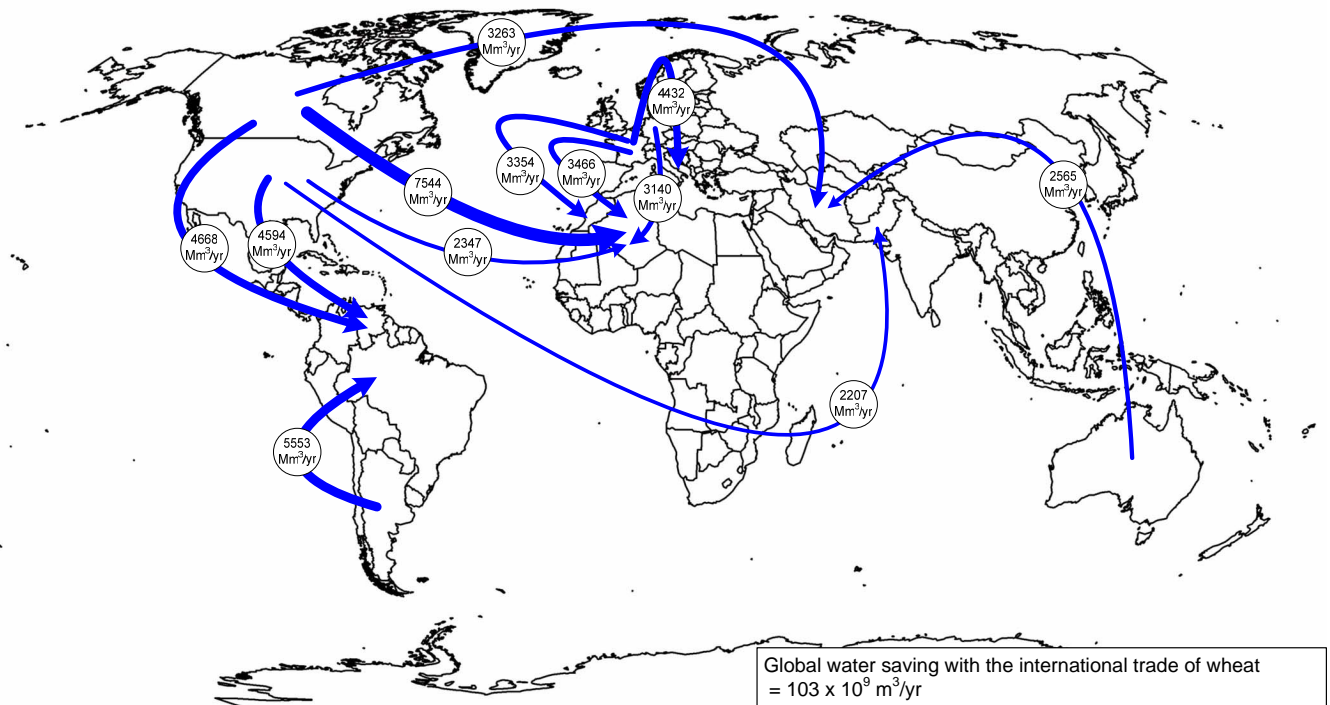 3263
Mm³/yr
4432
Mm³/yr
3354
Mm³/yr
3466
Mm³/yr
7544
Mm³/yr
3140
Mm³/yr
2565
Mm³/yr
4668
Mm³/yr
4594
Mm³/yr
2347
Mm³/yr
2207
Mm³/yr
5553
Mm³/yr
Global water saving with the international trade of wheat
= 103 x 10⁹ m³/yr